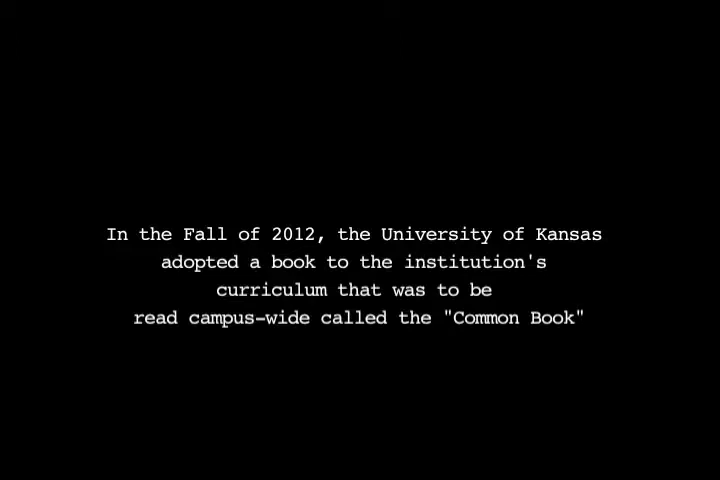 In the Fall of 2012, the University of Kansas
adopted a book to the institution's
curriculum that was to be
read campus-wide called the "Common Book"